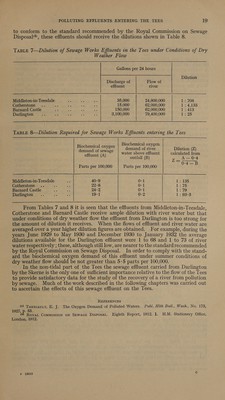 POLLUTING EFFLUENTS ENTERING THE TEES 19
to conform to the standard recommended by the Royal Commission on Sewage
Disposal²⁸, these effluents should receive the dilutions shown in Table 8.
TABLE 7—Dilution of Sewage Works Effluents in the Tees under Conditions of Dry
Weather Flow
Gallons per 24 hours
Discharge of effluent
Flow of river
Dilution
Middleton-in-Teesdale
Cotherstone
Barnard Castle
Darlington
TABLE 8—Dilution Required for Sewage Works Effluents entering the Tees
Biochemical oxygen demand of sewage effluent (A)
Biochemical oxygen demand of river water above effluent outfall (B)
Dilution (Z) calculated from
Parts per 100,000
Parts per 100,000
Middleton-in-Teesdale
Cotherstone
Barnard Castle
Darlington
From Tables 7 and 8 it is seen that the effluents from Middleton-in-Teesdale,
Cotherstone and Barnard Castle receive ample dilution with river water but that
under conditions of dry weather flow the effluent from Darlington is too strong for
the amount of dilution it receives. When the flows of effluent and river water are
averaged over a year higher dilution figures are obtained. For example, during the
years June 1929 to May 1930 and December 1930 to January 1932 the average
dilutions available for the Darlington effluent were 1 to 68 and 1 to 73 of river
water respectively; these, although still low, are nearer to the standard recommended
by the Royal Commission on Sewage Disposal. In order to comply with the stand-
ard the biochemical oxygen demand of this effluent under summer conditions of
dry weather flow should be not greater than
parts per 100,000.
In the non-tidal part of the Tees the sewage effluent carried from Darlington
by the Skerne is the only one of sufficient importance relative to the flow of the Tees
to provide satisfactory data for the study of the recovery of a river from pollution
by sewage. Much of the work described in the following chapters was carried out
to ascertain the effects of this sewage effluent on the Tees.
REFERENCES
Oxygen Demand of Polluted Waters.
ROYAL COMMISSION ON SEWAGE DISPOSAL. Eighth Report, 1912, 1. H.M. Stationery Office.
London, 1912.